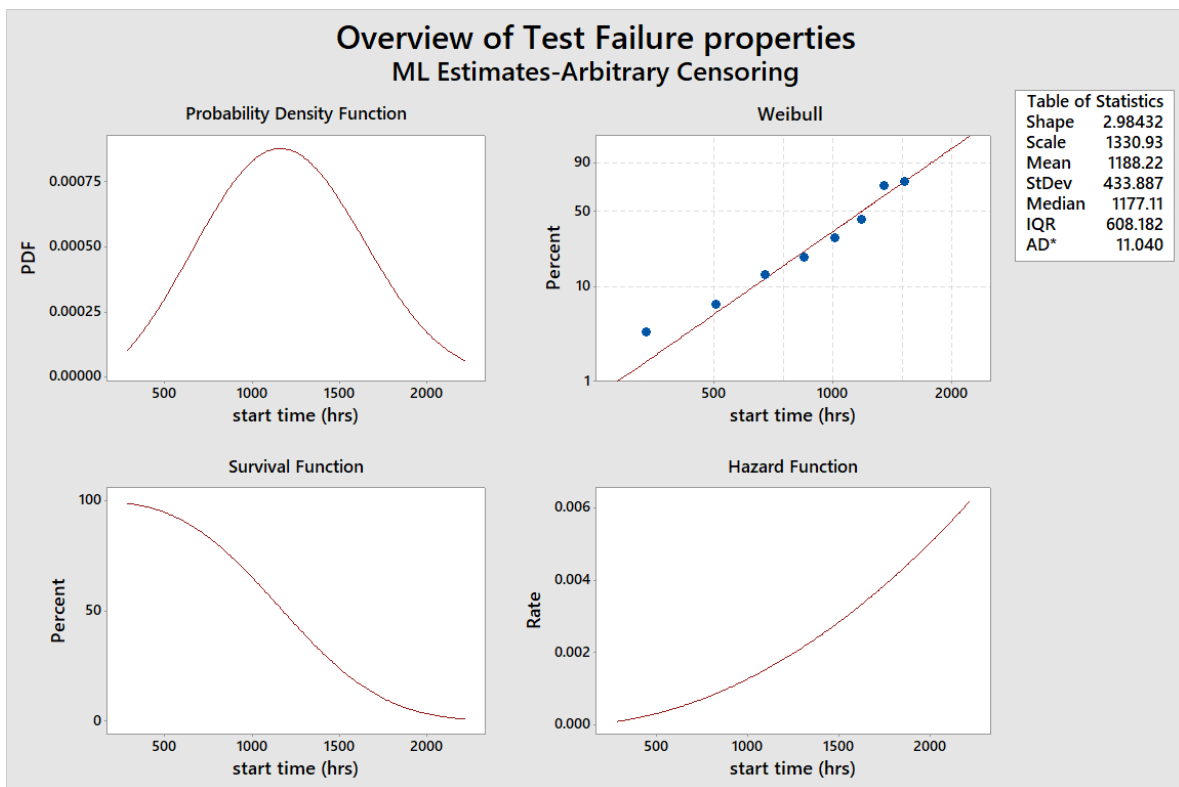 Overview of Test Failure properties
ML Estimates-Arbitrary Censoring
Probability Density Function
0.00075
0.00050
0.00025
0.00000
PDF
500 1000 1500 2000
start time (hrs)
Weibull
90
50
10
1
Percent
500 1000 2000
start time (hrs)
Table of Statistics
Shape 2.98432
Scale 1330.93
Mean 1188.22
StDev 433.887
Median 1177.11
IQR 608.182
AD* 11.040
Survival Function
100
50
0
Percent
500 1000 1500 2000
start time (hrs)
Hazard Function
0.006
0.004
0.002
0.000
Rate
500 1000 1500 2000
start time (hrs)